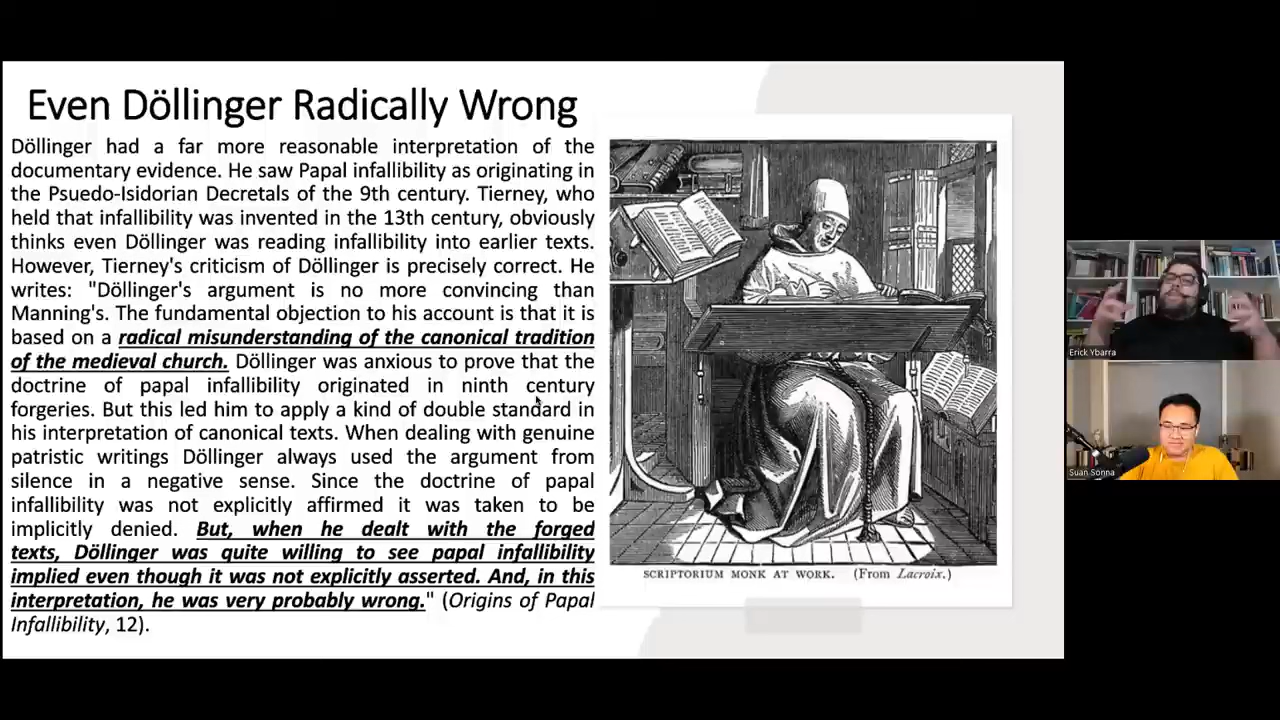 Even Döllinger Radically Wrong
Döllinger had a far more reasonable interpretation of the
documentary evidence. He saw Papal infallibility as originating in
the Psuedo-Isidorian Decretals of the 9th century. Tierney, who
held that infallibility was invented in the 13th century, obviously
thinks even Döllinger was reading infallibility into earlier texts.
However, Tierney's criticism of Döllinger is precisely correct. He
writes: "Döllinger's argument is no more convincing than
Manning's. The fundamental objection to his account is that it is
based on a radical misunderstanding of the canonical tradition
of the medieval church. Döllinger was anxious to prove that the
doctrine of papal infallibility originated in ninth century
forgeries. But this led him to apply a kind of double standard in
his interpretation of canonical texts. When dealing with genuine
patristic writings Döllinger always used the argument from
silence in a negative sense. Since the doctrine of papal
infallibility was not explicitly affirmed it was taken to be
implicitly denied. But, when he dealt with the forged
texts, Döllinger was quite willing to see papal infallibility
implied even though it was not explicitly asserted. And, in this
interpretation, he was very probably wrong." (Origins of Papal
Infallibility, 12).
SCRIPTORIUM MONK AT WORK. (From Lacroix.)
Erick Ybarra
Suan Sonna